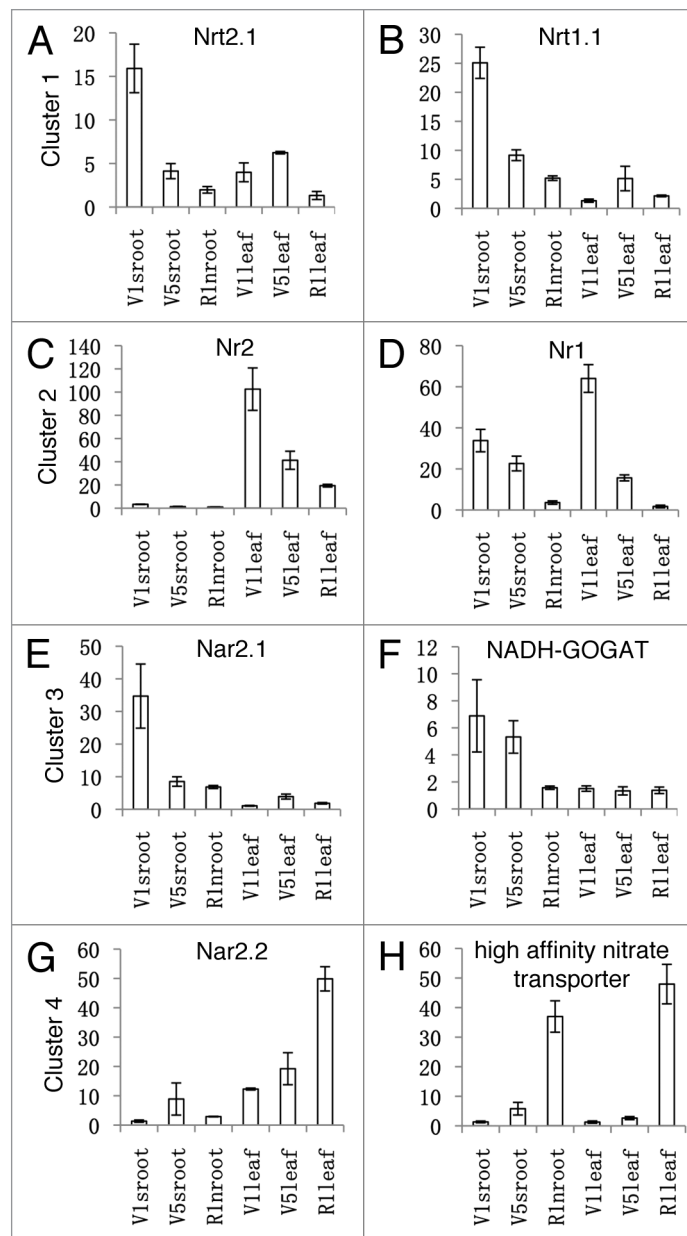 A
Nrt2.1
Cluster 1
20
15
10
5
0
V1sroot
V5sroot
R1nroot
V1leaf
V5leaf
R1leaf
B
Nrt1.1
30
25
20
15
10
5
0
V1sroot
V5sroot
R1nroot
V1leaf
V5leaf
R1leaf
C
Nr2
Cluster 2
140
120
100
80
60
40
20
0
V1sroot
V5sroot
R1nroot
V1leaf
V5leaf
R1leaf
D
Nr1
80
60
40
20
0
V1sroot
V5sroot
R1nroot
V1leaf
V5leaf
R1leaf
E
Nar2.1
Cluster 3
50
40
30
20
10
0
V1sroot
V5sroot
R1nroot
V1leaf
V5leaf
R1leaf
F
NADH-GOGAT
12
10
8
6
4
2
0
V1sroot
V5sroot
R1nroot
V1leaf
V5leaf
R1leaf
G
Nar2.2
Cluster 4
60
50
40
30
20
10
0
V1sroot
V5sroot
R1nroot
V1leaf
V5leaf
R1leaf
H
high affinity nitrate
transporter
60
50
40
30
20
10
0
V1sroot
V5sroot
R1nroot
V1leaf
V5leaf
R1leaf